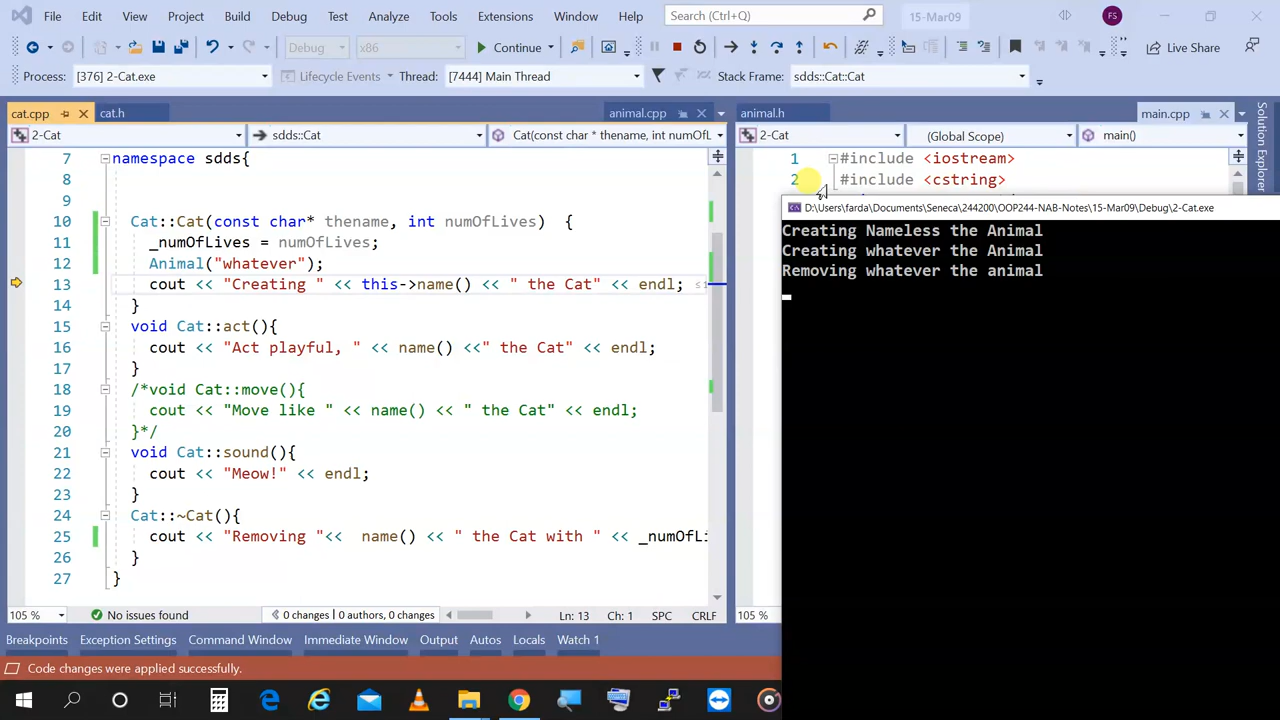 File Edit View Project Build Debug Test Analyze Tools Extensions Window Help Search (Ctrl+Q) 15-Mar09 FS
Debug x86 Continue Live Share
Process: [376] 2-Cat.exe Lifecycle Events Thread: [7444] Main Thread Stack Frame: sdds::Cat::Cat
cat.cpp cat.h animal.cpp animal.h main.cpp
2-Cat sdds::Cat Cat(const char * thename, int numOfL 2-Cat (Global Scope) main()
7 namespace sdds{
8
9
10 Cat::Cat(const char* thename, int numOfLives) {
11 _numOfLives = numOfLives;
12 Animal("whatever");
13 cout << "Creating " << this->name() << " the Cat" << endl;
14 }
15 void Cat::act(){
16 cout << "Act playful, " << name() <<" the Cat" << endl;
17 }
18 /*void Cat::move(){
19 cout << "Move like " << name() << " the Cat" << endl;
20 }*/
21 void Cat::sound(){
22 cout << "Meow!" << endl;
23 }
24 Cat::~Cat(){
25 cout << "Removing "<< name() << " the Cat with " << _numOfLi
26 }
27 }
105 % No issues found 0 changes | 0 authors, 0 changes Ln: 13 Ch: 1 SPC CRLF
1 #include <iostream>
2 #include <cstring>
105 %
D:\Users\farda\Documents\Seneca\244200\OOP244-NAB-Notes\15-Mar09\Debug\2-Cat.exe
Creating Nameless the Animal
Creating whatever the Animal
Removing whatever the animal
Solution Explorer
Breakpoints Exception Settings Command Window Immediate Window Output Autos Locals Watch 1
Code changes were applied successfully.